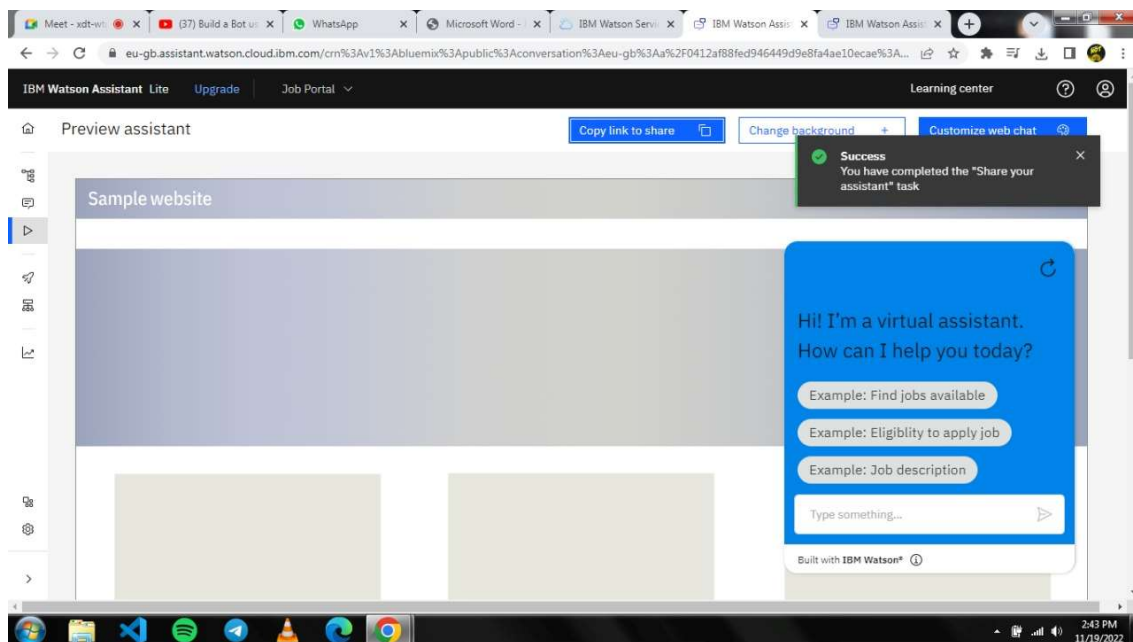 Meet - xdt-wt
(37) Build a Bot us
WhatsApp
Microsoft Word -
IBM Watson Servi
IBM Watson Assis
IBM Watson Assis
eu-gb.assistant.watson.cloud.ibm.com/crn%3Av1%3Abluemix%3Apublic%3Aconversation%3Aeu-gb%3Aa%2F0412af88fed946449d9e8fa4ae10ecae%3A...
IBM Watson Assistant Lite Upgrade Job Portal Learning center
Preview assistant
Copy link to share
Change background +
Customize web chat
Success
You have completed the "Share your
assistant" task
Sample website
Hi! I'm a virtual assistant.
How can I help you today?
Example: Find jobs available
Example: Eligiblity to apply job
Example: Job description
Type something...
Built with IBM Watson®
2:43 PM
11/19/2022